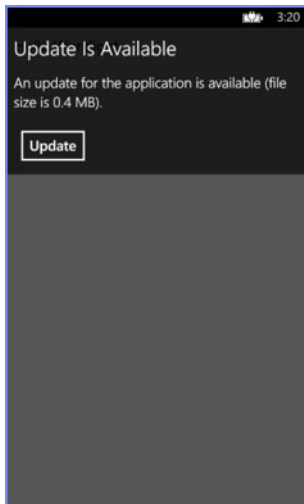 3:20
Update Is Available
An update for the application is available (file
size is 0.4 MB).
Update